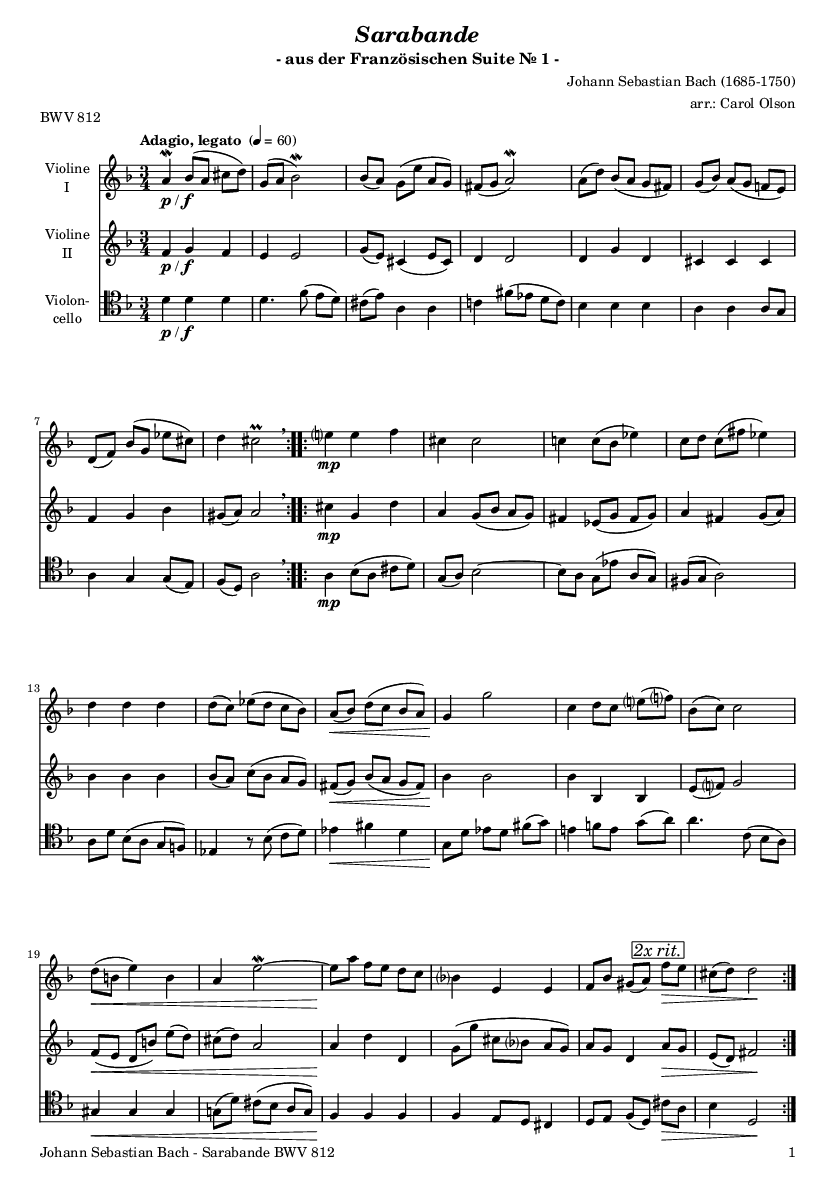 Sarabande
- aus der Französischen Suite № 1 -
Johann Sebastian Bach (1685-1750)
arr.: Carol Olson
BWV 812
Adagio, legato (♩ = 60)
Violine
I
p / f
Violine
II
p / f
Violon-
cello
p / f
7
mp
mp
mp
13
19
2x rit.
Johann Sebastian Bach - Sarabande BWV 812
1